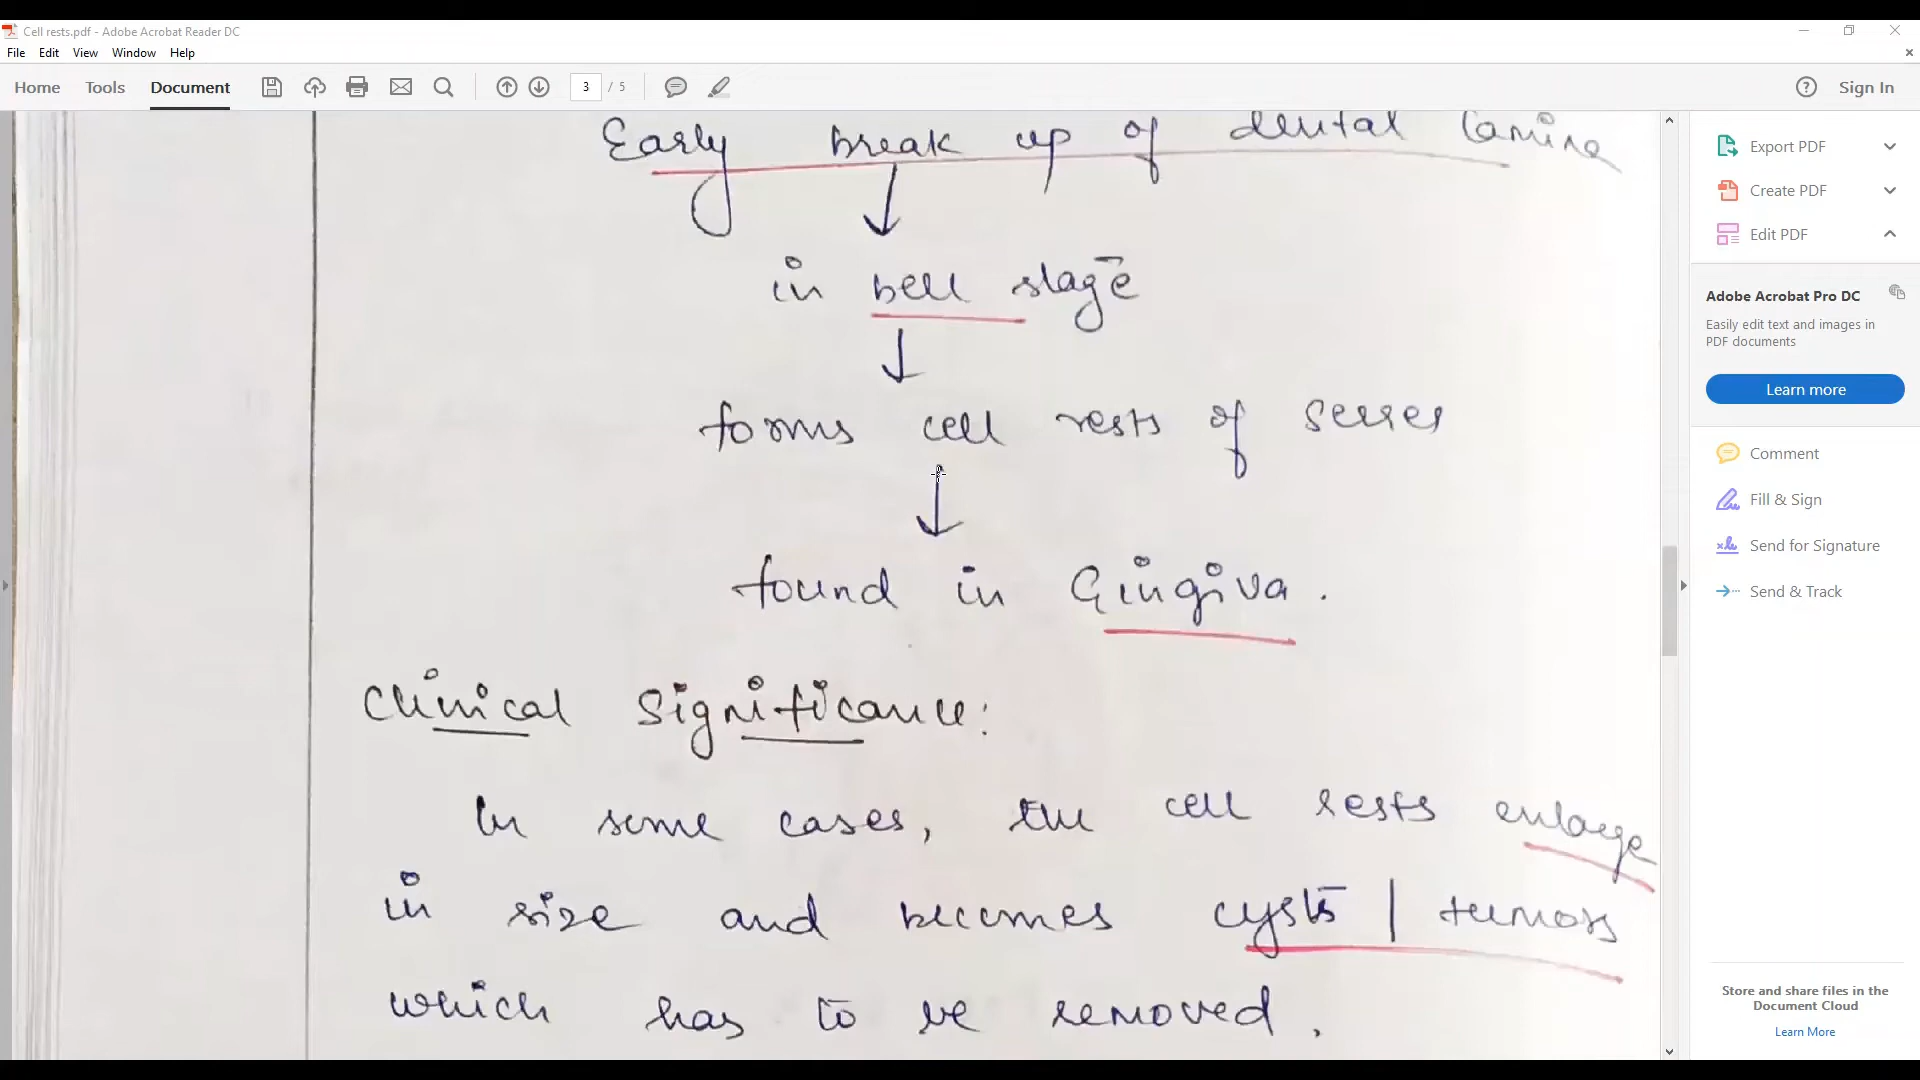 Cell rests.pdf - Adobe Acrobat Reader DC
File Edit View Window Help
Home Tools Document 3 / 5 Sign In
Early break up of dental lamina
in bell stage
forms cell rests of serres
found in Gingiva.
Clinical Significance:
In some cases, the cell rests enlarge
in size and becomes cysts | tumors
which has to be removed.
Export PDF
Create PDF
Edit PDF
Adobe Acrobat Pro DC
Easily edit text and images in
PDF documents
Learn more
Comment
Fill & Sign
Send for Signature
Send & Track
Store and share files in the
Document Cloud
Learn More